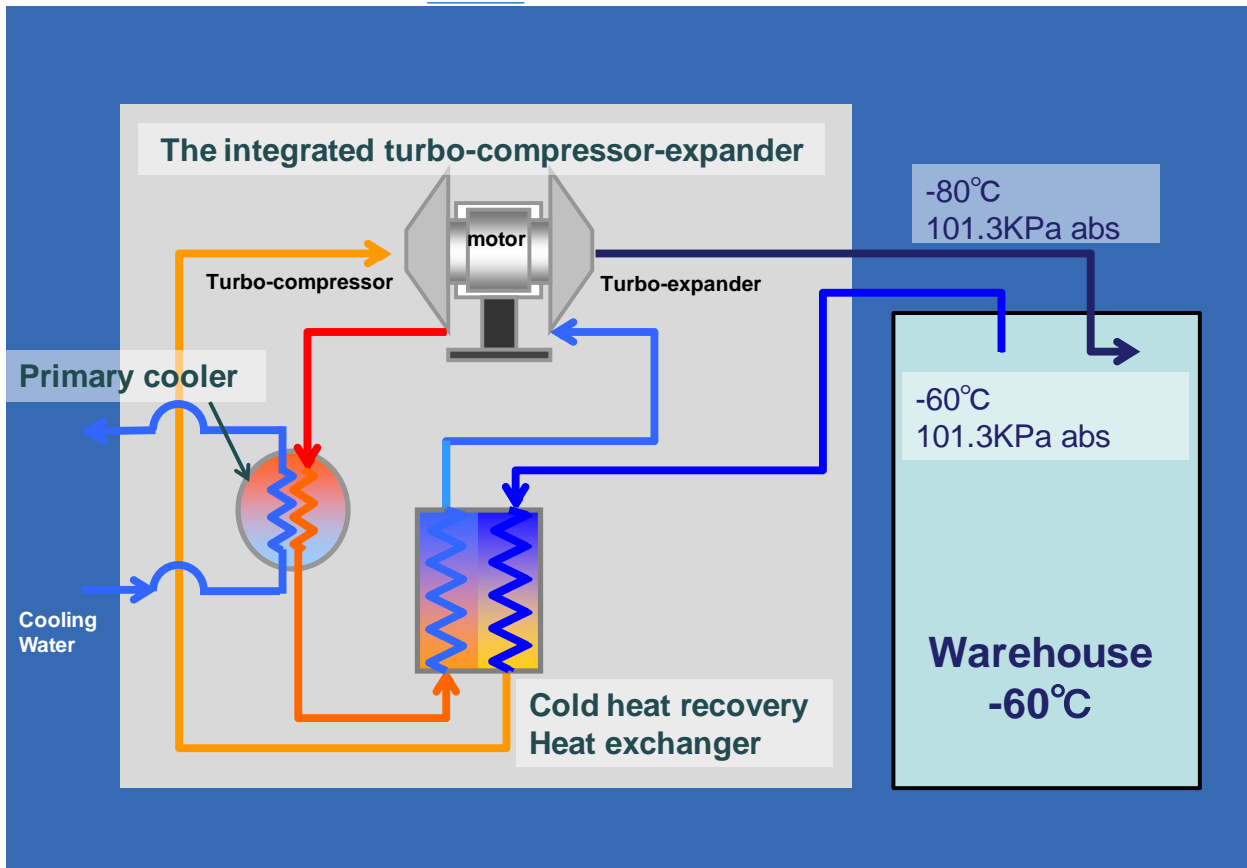 The integrated turbo-compressor-expander
-80℃
101.3KPa abs
motor
Turbo-compressor
Turbo-expander
Primary cooler
-60℃
101.3KPa abs
Cooling
Water
Warehouse
-60℃
Cold heat recovery
Heat exchanger